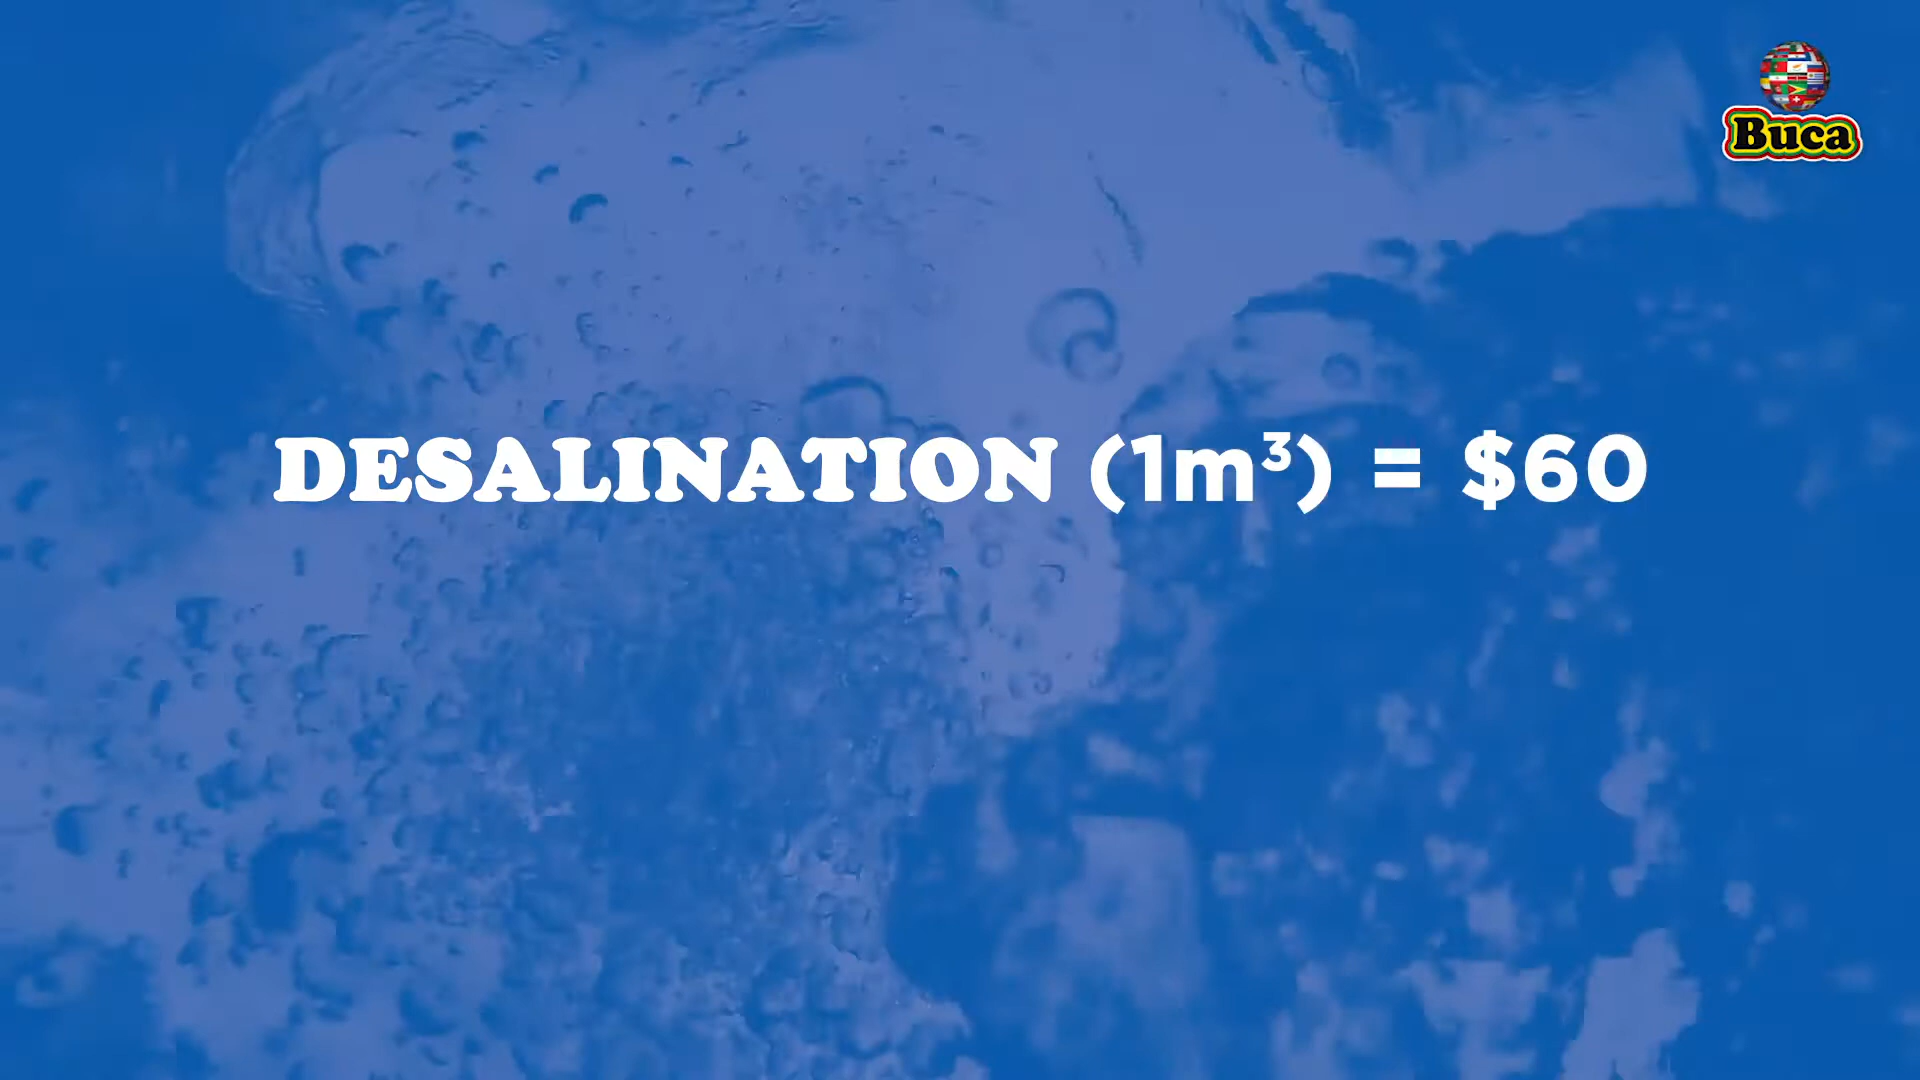 Buca
DESALINATION (1m³) = $60